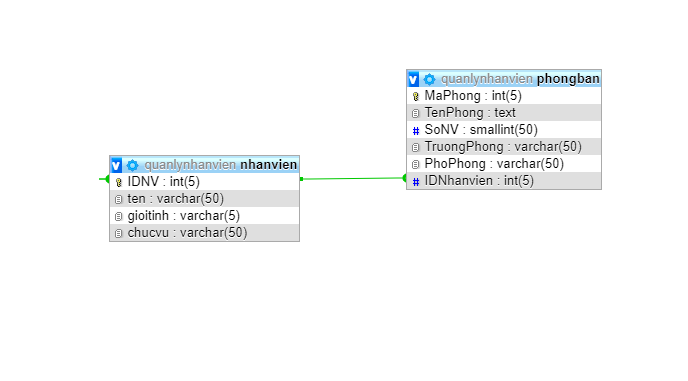 quanlynhanvien phongban
MaPhong : int(5)
TenPhong : text
# SoNV : smallint(50)
TruongPhong : varchar(50)
PhoPhong : varchar(50)
# IDNhanvien : int(5)
quanlynhanvien nhanvien
IDNV : int(5)
ten : varchar(50)
gioitinh : varchar(5)
chucvu : varchar(50)